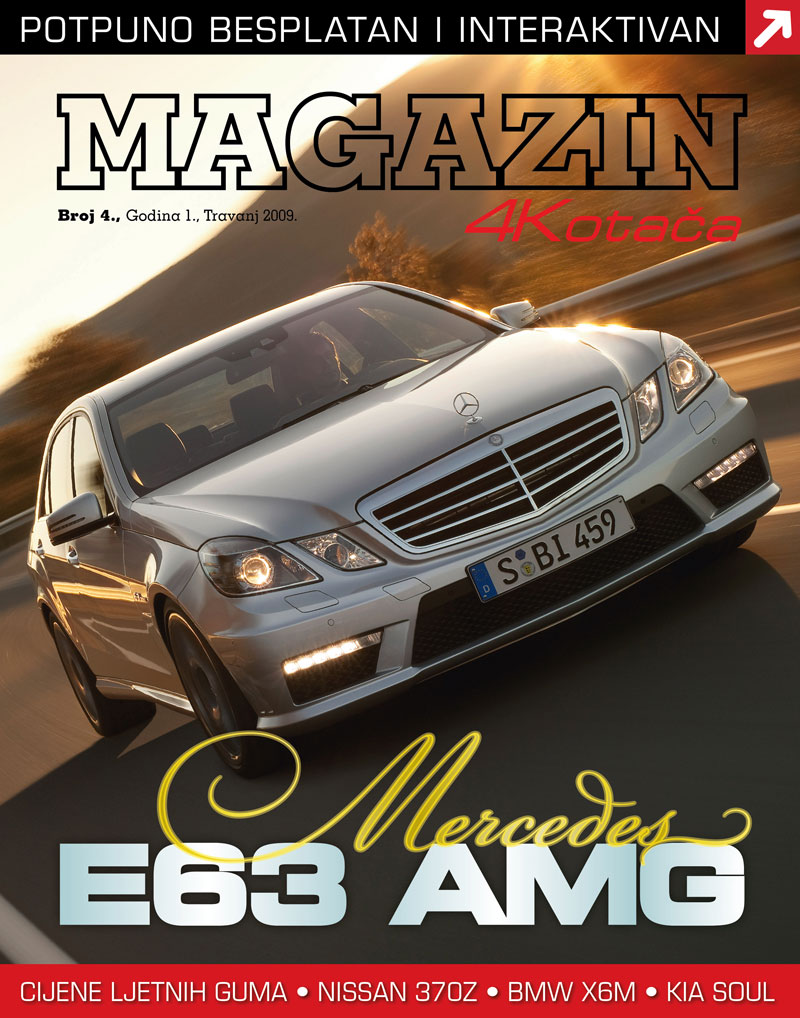 POTPUNO BESPLATAN I INTERAKTIVAN
MAGAZIN
4Kotača
Broj 4., Godina 1., Travanj 2009.
S BI 459
D
Mercedes
E63 AMG
CIJENE LJETNIH GUMA • NISSAN 370Z • BMW X6M • KIA SOUL